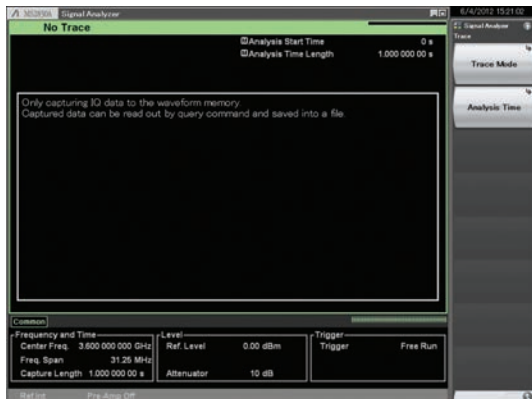 MS2830A Signal Analyzer
6/4/2012 15:21:02
No Trace
Signal Analyzer
Trace
Analysis Start Time 0 s
Analysis Time Length 1.000 000 00 s
Trace Mode
Analysis Time
Only capturing IQ data to the waveform memory.
Captured data can be read out by query command and saved into a file.
Common
Frequency and Time
Center Freq. 3.600 000 000 GHz
Freq. Span 31.25 MHz
Capture Length 1.000 000 00 s
Level
Ref. Level 0.00 dBm
Attenuator 10 dB
Trigger
Trigger Free Run
Ref.Int Pre-Amp Off